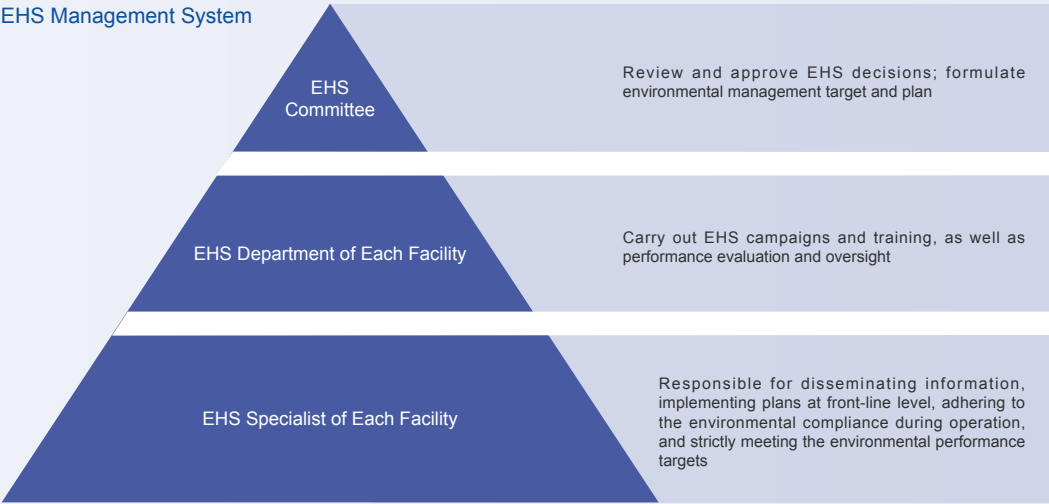 EHS Management System
EHS
Committee
Review and approve EHS decisions; formulate
environmental management target and plan
EHS Department of Each Facility
Carry out EHS campaigns and training, as well as
performance evaluation and oversight
EHS Specialist of Each Facility
Responsible for disseminating information,
implementing plans at front-line level, adhering to
the environmental compliance during operation,
and strictly meeting the environmental performance
targets